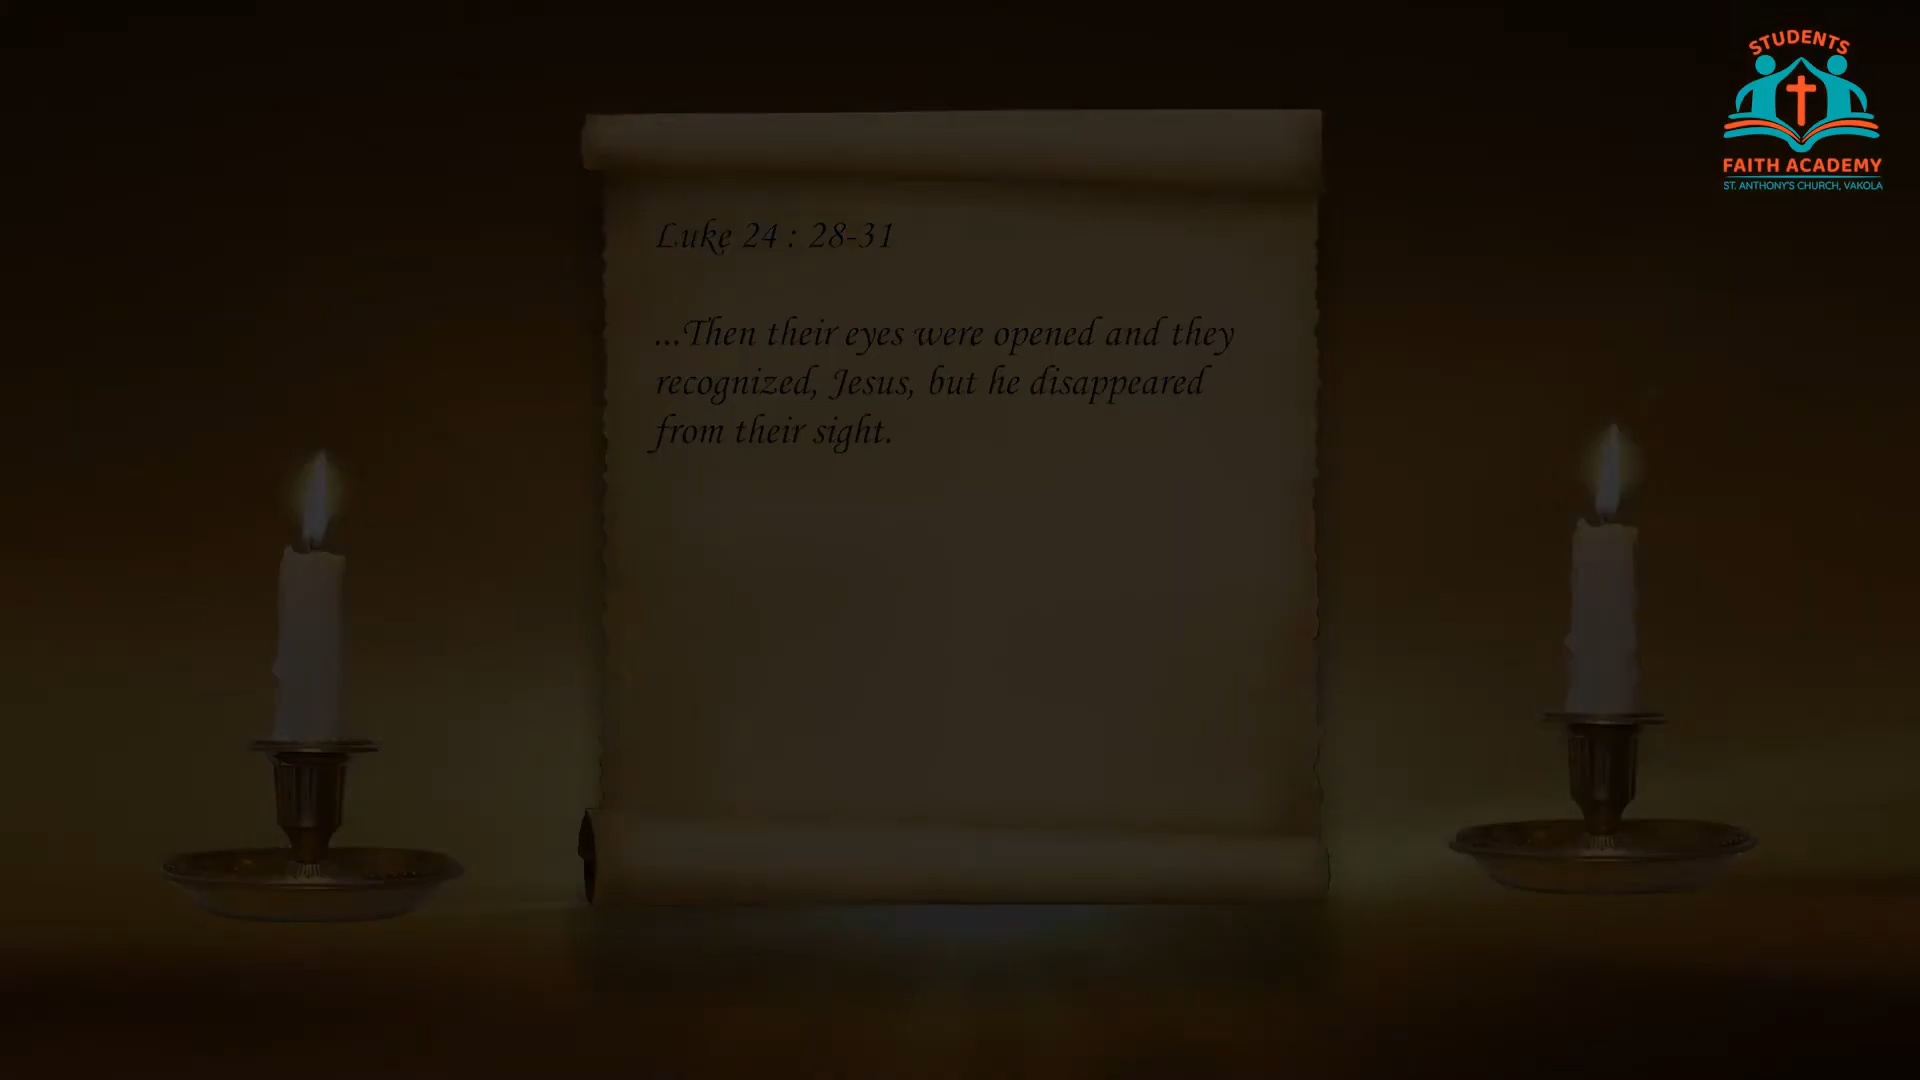 STUDENTS
FAITH ACADEMY
ST. ANTHONY'S CHURCH, VAKOLA
Luke 24 : 28-31
...Then their eyes were opened and they
recognized, Jesus, but he disappeared
from their sight.